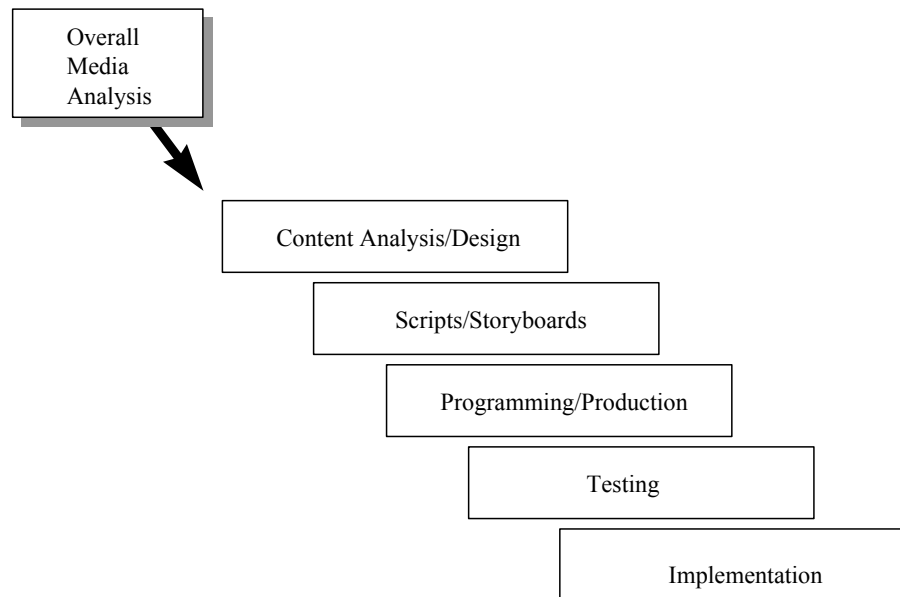 Overall
Media
Analysis
Content Analysis/Design
Scripts/Storyboards
Programming/Production
Testing
Implementation